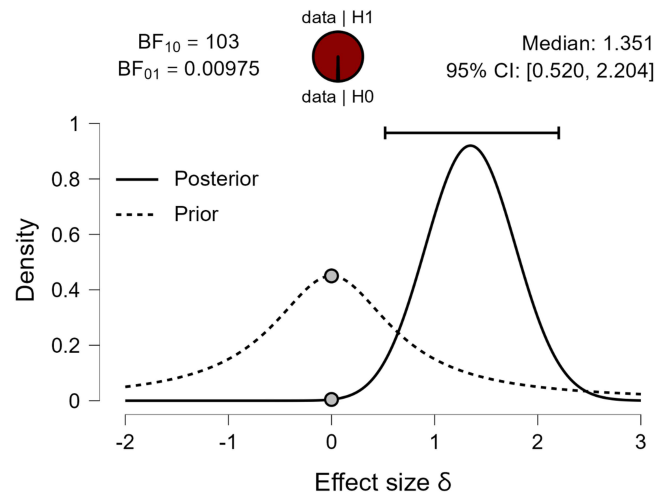 data | H1
BF₁₀ = 103
BF₀₁ = 0.00975
data | H0
Median: 1.351
95% CI: [0.520, 2.204]
Posterior
Prior
Density
1
0.8
0.6
0.4
0.2
0
-2 -1 0 1 2 3
Effect size δ